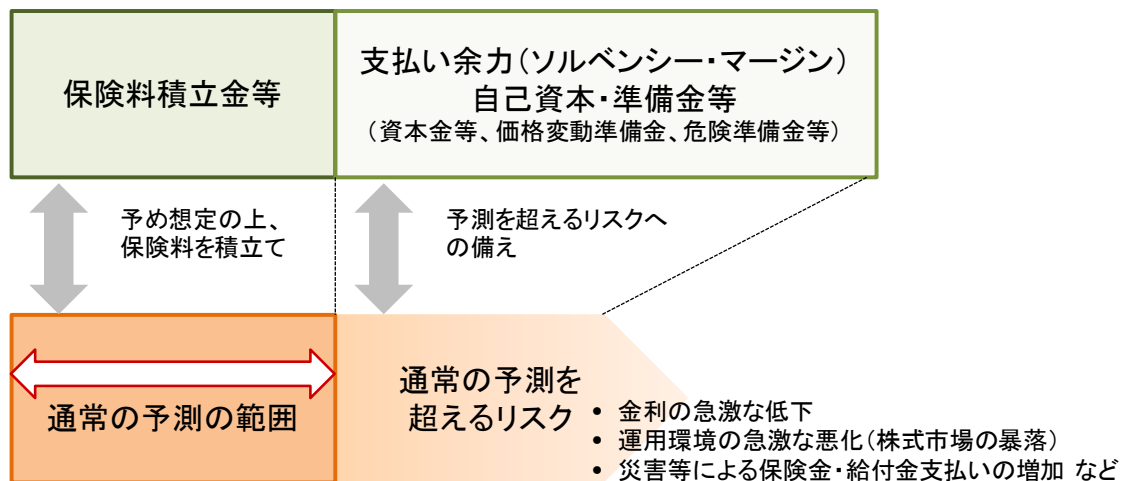 保険料積立金等
支払い余力(ソルベンシー・マージン)
自己資本・準備金等
(資本金等、価格変動準備金、危険準備金等)
予め想定の上、
保険料を積立て
予測を超えるリスクへ
の備え
通常の予測の範囲
通常の予測を
超えるリスク
• 金利の急激な低下
• 運用環境の急激な悪化(株式市場の暴落)
• 災害等による保険金・給付金支払いの増加 など